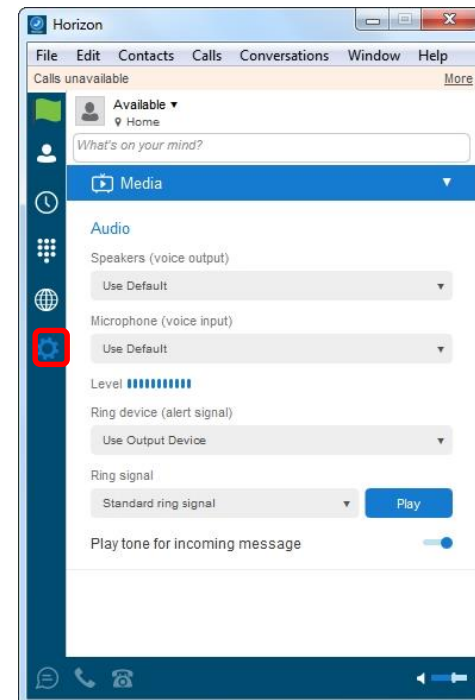 Horizon
File Edit Contacts Calls Conversations Window Help
Calls unavailable More
Available
Home
What's on your mind?
Media
Audio
Speakers (voice output)
Use Default
Microphone (voice input)
Use Default
Level
Ring device (alert signal)
Use Output Device
Ring signal
Standard ring signal Play
Play tone for incoming message